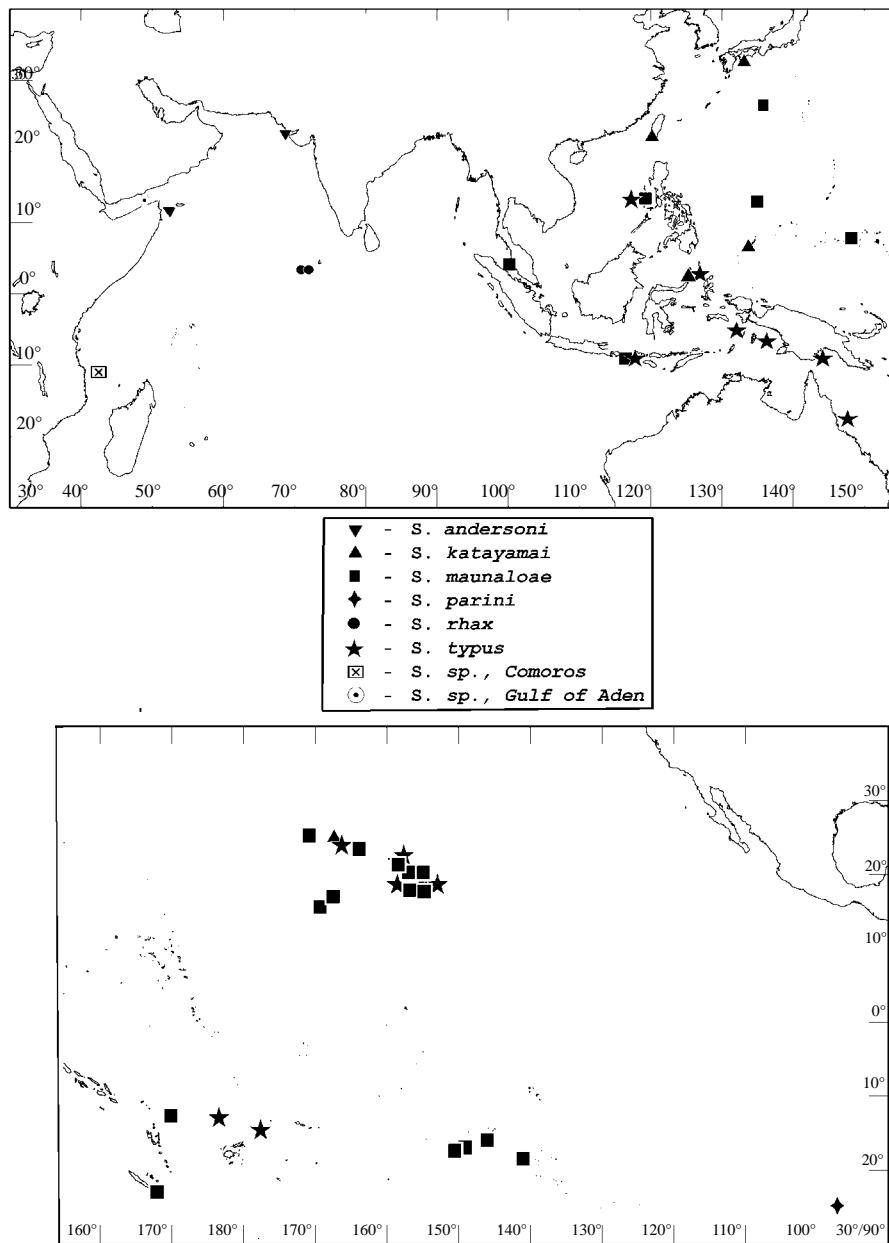 30°
20°
10°
0°
10°
20°
30° 40° 50° 60° 70° 80° 90° 100° 110° 120° 130° 140° 150°
- S. andersoni
- S. katayamai
- S. maunaloae
- S. parini
- S. rhax
- S. typus
- S. sp., Comoros
- S. sp., Gulf of Aden
30°
20°
10°
0°
10°
20°
160° 170° 180° 170° 160° 150° 140° 130° 120° 110° 100° 30°/90°